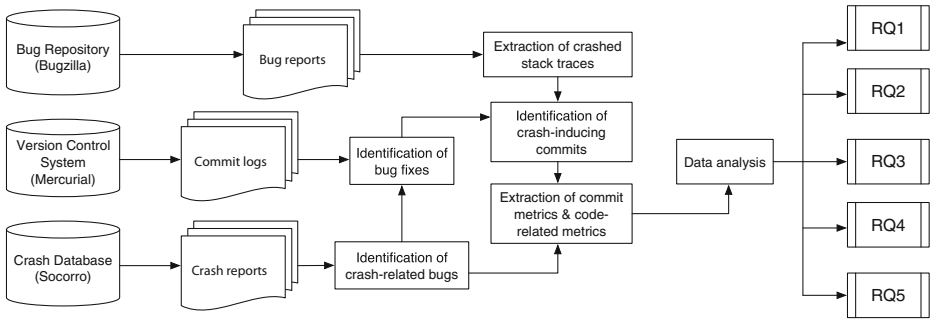 Bug Repository
(Bugzilla)
Bug reports
Extraction of crashed
stack traces
Version Control
System
(Mercurial)
Commit logs
Identification of
bug fixes
Identification of
crash-inducing
commits
Crash Database
(Socorro)
Crash reports
Identification of
crash-related bugs
Extraction of commit
metrics & code-
related metrics
Data analysis
RQ1
RQ2
RQ3
RQ4
RQ5